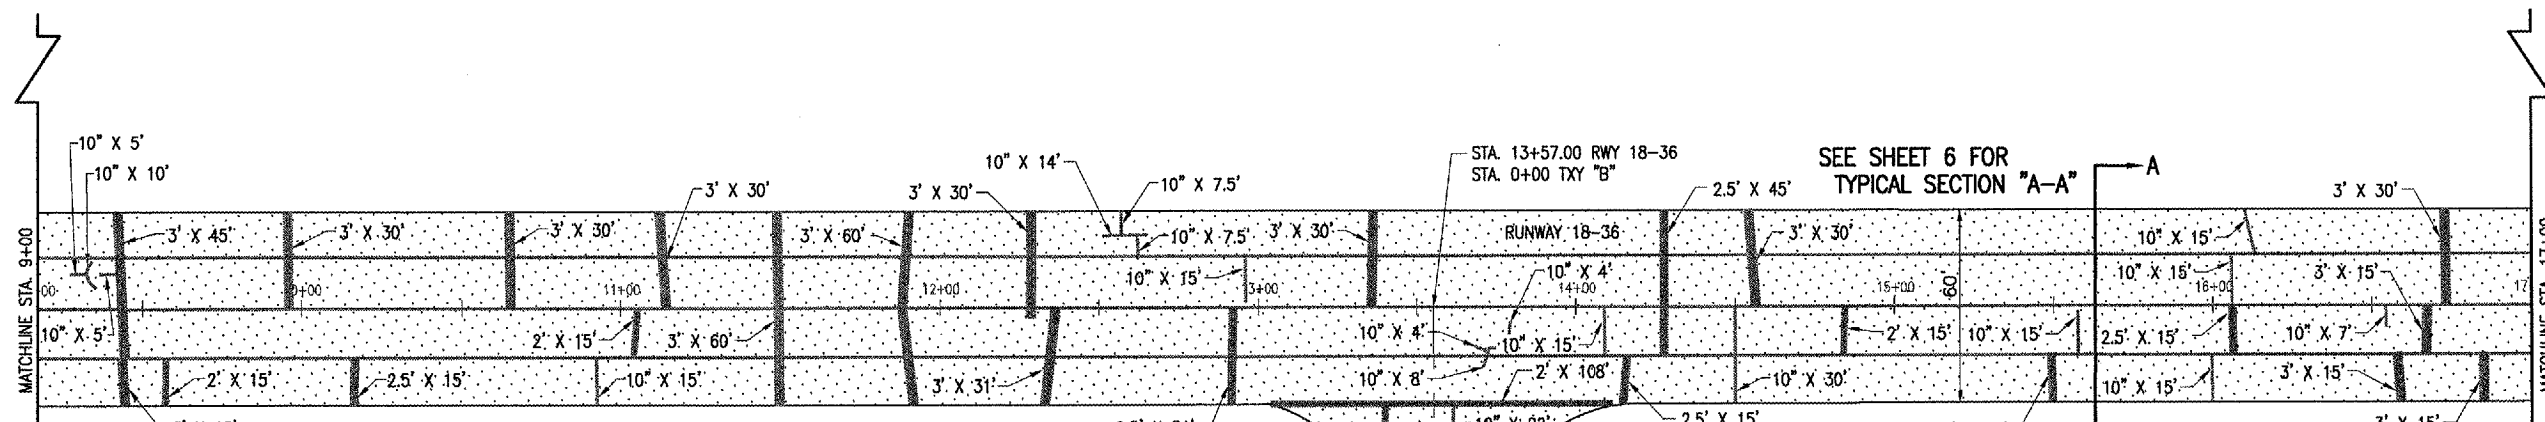 10" X 5'
10" X 10'
10" X 14'
10" X 7.5'
STA. 13+57.00 RWY 18-36
STA. 0+00 TXY "B"
SEE SHEET 6 FOR
TYPICAL SECTION "A-A"
A
3' X 30'
3' X 30'
2.5' X 45'
3' X 30'
3' X 45'
3' X 30'
3' X 30'
3' X 60'
10" X 7.5'
3' X 30'
RUNWAY 18-36
3' X 30'
10" X 15'
10" X 15'
10" X 4'
10" X 15'
3' X 15'
MATCHLINE STA. 9+00
00
0+00
11+00
12+00
3+00
14+00
15+00
60'
16+00
17
10" X 5'
2' X 15'
3' X 60'
10" X 4'
10" X 15'
2' X 15'
10" X 15'
2.5' X 15'
10" X 7'
2' X 15'
2.5' X 15'
10" X 15'
3' X 31'
10" X 8'
2' X 108'
10" X 30'
10" X 15'
3' X 15'
2.5' X 15'
3' X 15'